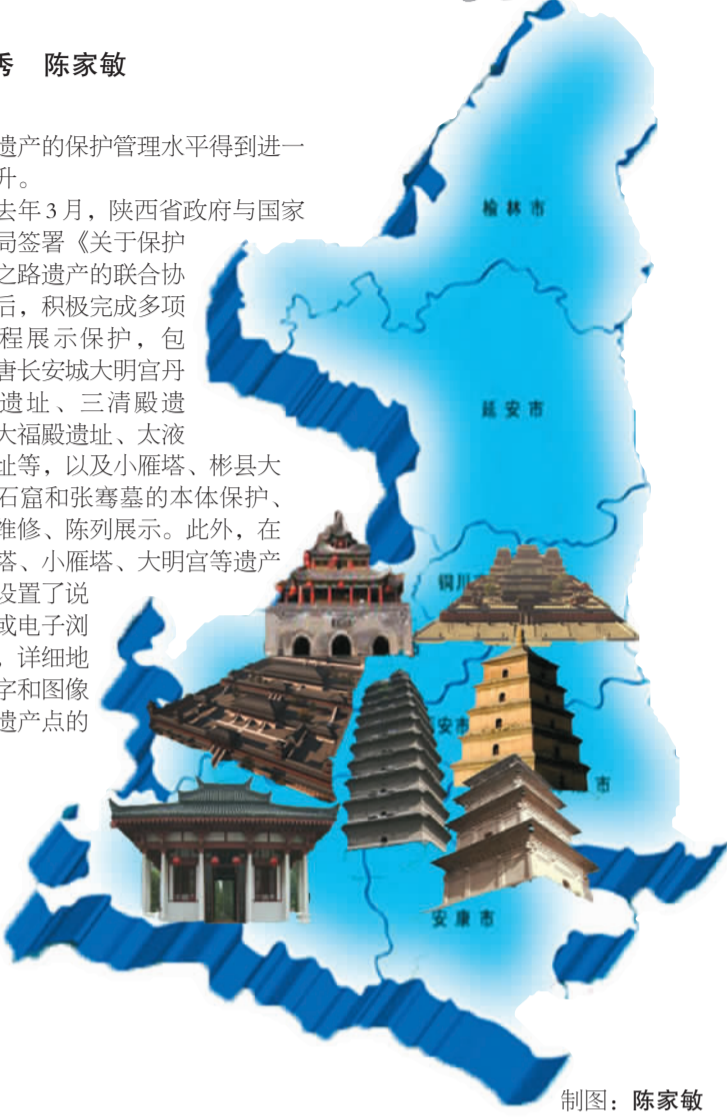 秀 陈家敏
遗产的保护管理水平得到进一
升。
去年3月，陕西省政府与国家
局签署《关于保护
之路遗产的联合协
后，积极完成多项
程展示保护，包
唐长安城大明宫丹
遗址、三清殿遗
大福殿遗址、太液
址等，以及小雁塔、彬县大
石窟和张骞墓的本体保护、
维修、陈列展示。此外，在
塔、小雁塔、大明宫等遗产
设置了说
或电子浏
，详细地
字和图像
遗产点的
榆林市
延安市
铜川
安市
市
安康市
制图：陈家敏